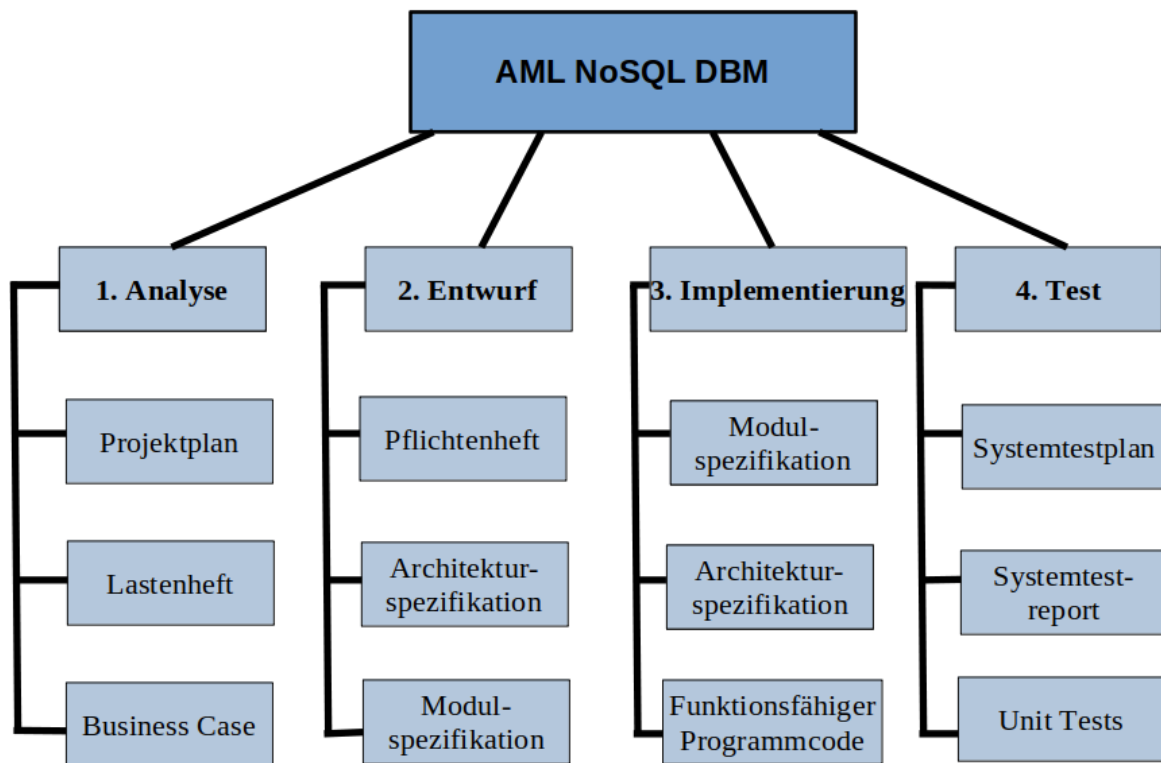 AML NoSQL DBM
1. Analyse
2. Entwurf
3. Implementierung
4. Test
Projektplan
Pflichtenheft
Modul-
spezifikation
Systemtestplan
Lastenheft
Architektur-
spezifikation
Architektur-
spezifikation
Systemtest-
report
Business Case
Modul-
spezifikation
Funktionsfähiger
Programmcode
Unit Tests